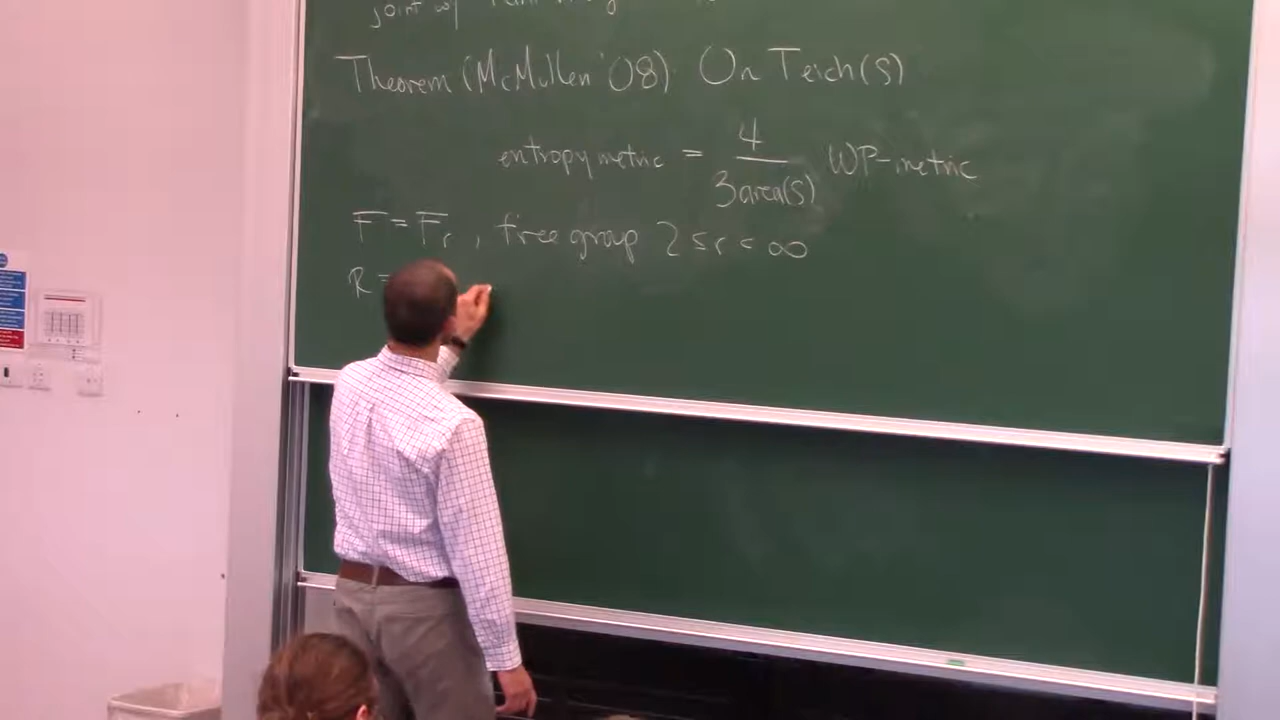 joint w/
Theorem (McMullen '08) On Teich(S)
entropy metric = 4 / 3 area(S) WP-metric
F = F_r, free group 2 ≤ r < ∞
R =